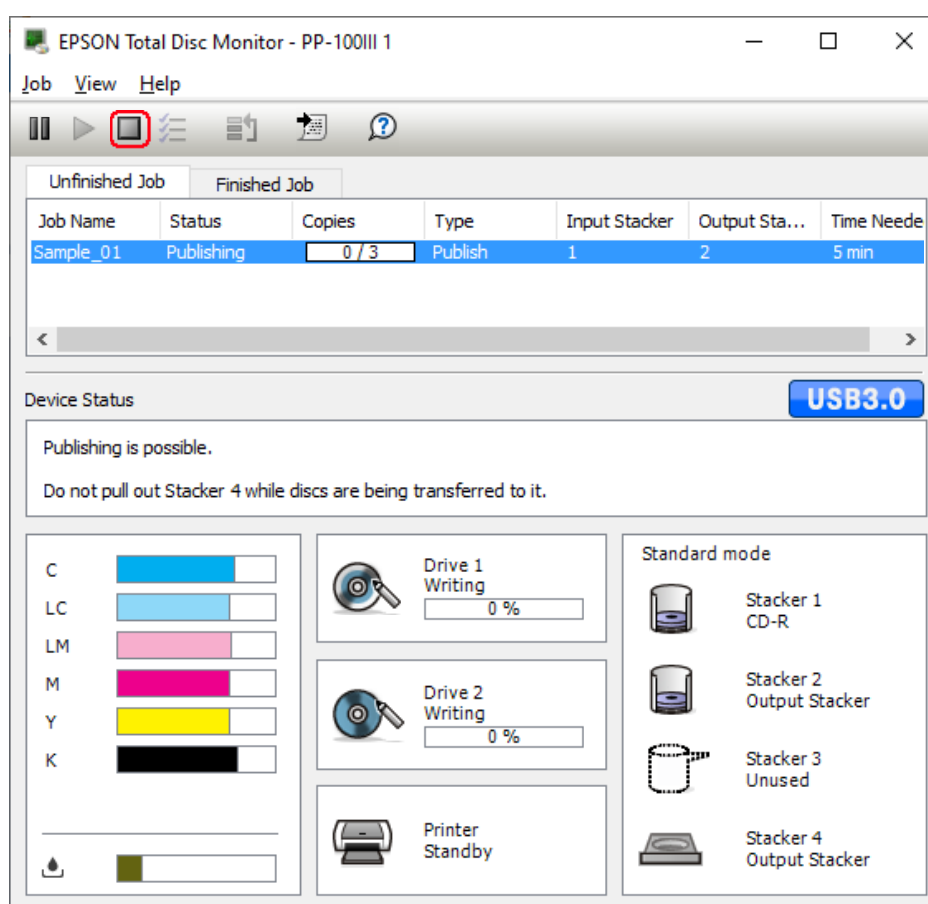 EPSON Total Disc Monitor - PP-100III 1
Job View Help
Unfinished Job Finished Job
Job Name Status Copies Type Input Stacker Output Sta... Time Neede
Sample_01 Publishing 0 / 3 Publish 1 2 5 min
Device Status USB3.0
Publishing is possible.
Do not pull out Stacker 4 while discs are being transferred to it.
C
LC
LM
M
Y
K
Drive 1
Writing
0 %
Drive 2
Writing
0 %
Printer
Standby
Standard mode
Stacker 1
CD-R
Stacker 2
Output Stacker
Stacker 3
Unused
Stacker 4
Output Stacker